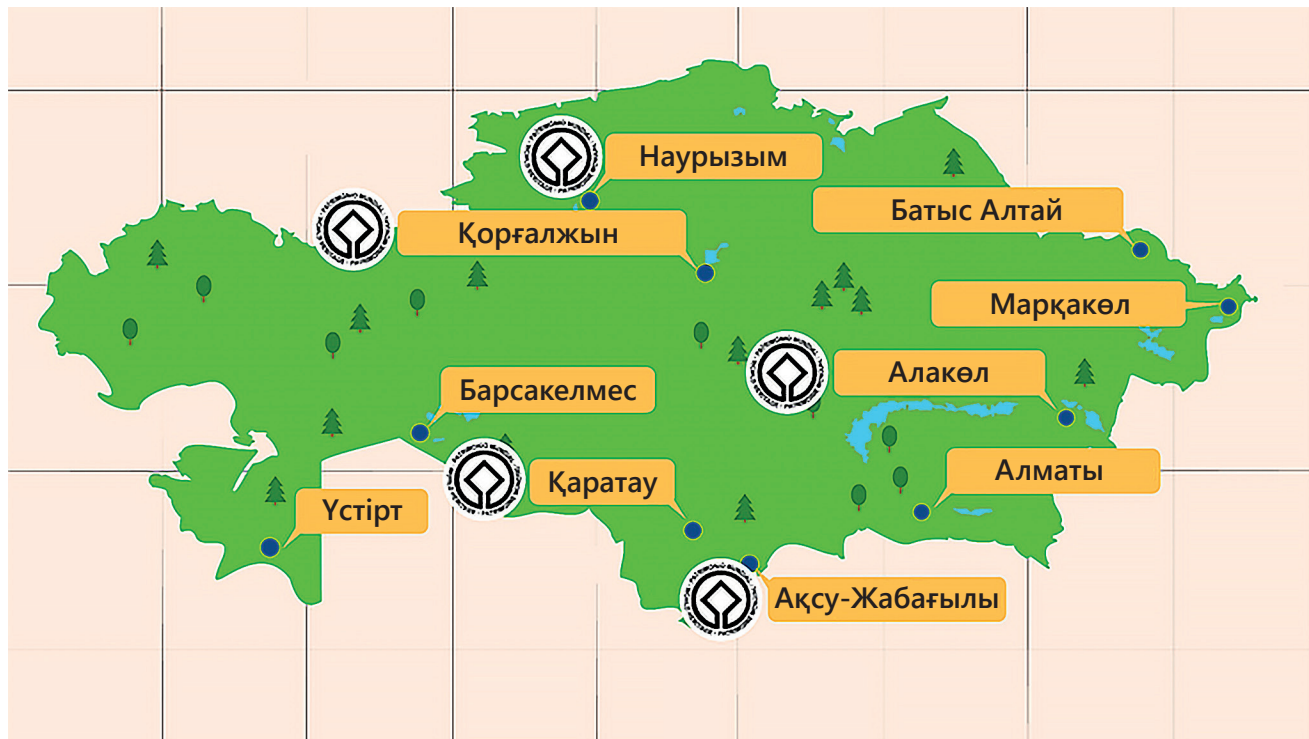 Наурызым
Батыс Алтай
Қорғалжын
Марқакөл
Алакөл
Барсакелмес
Алматы
Қаратау
Үстірт
Ақсу-Жабағылы